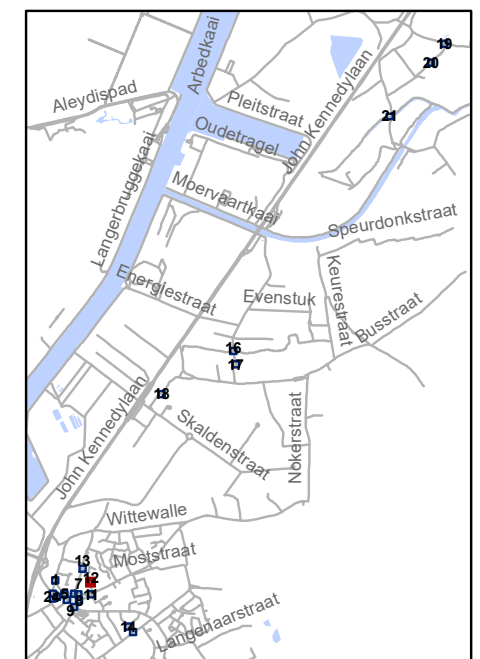 Arbedkaai
19
20
Aleydispad
Pleitstraat
John Kennedylaan
21
Oudetragel
Langerbruggekaai
Moervaartkaai
Speurdonkstraat
Energiestraat
Evenstuk
Keurestraat
Busstraat
16
17
18
John Kennedylaan
Skaldenstraat
Nokerstraat
Wittewalle
Moststraat
13
12
7
11
9
14
Langenaarstraat